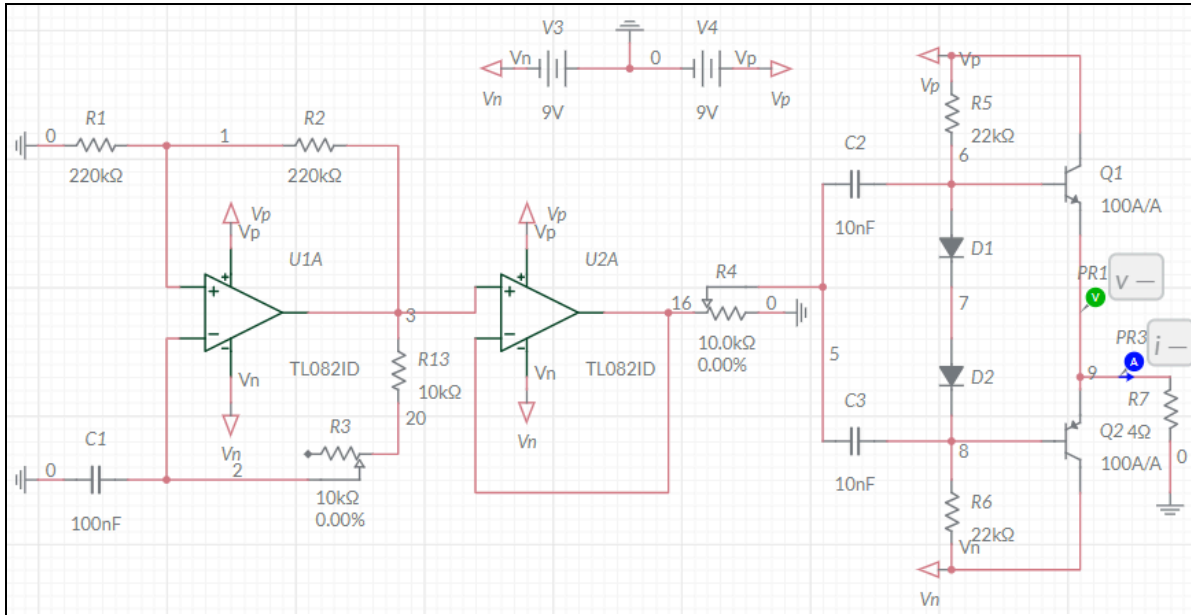 V3
V4
Vn
0
Vp
Vn
9V
9V
Vp
Vp
Vp
R5
22kΩ
6
0
R1
1
R2
220kΩ
220kΩ
C2
10nF
Q1
100A/A
Vp
Vp
U1A
Vp
Vp
U2A
+
+
−
−
TL082ID
Vn
Vn
3
R13
10kΩ
20
+
+
−
−
TL082ID
Vn
Vn
16
R4
0
10.0kΩ
0.00%
5
D1
7
D2
PR1
V
v —
PR3
A
i —
9
R7
4Ω
0
Q2
100A/A
C3
10nF
8
R6
22kΩ
Vn
Vn
R3
10kΩ
0.00%
0
C1
2
100nF